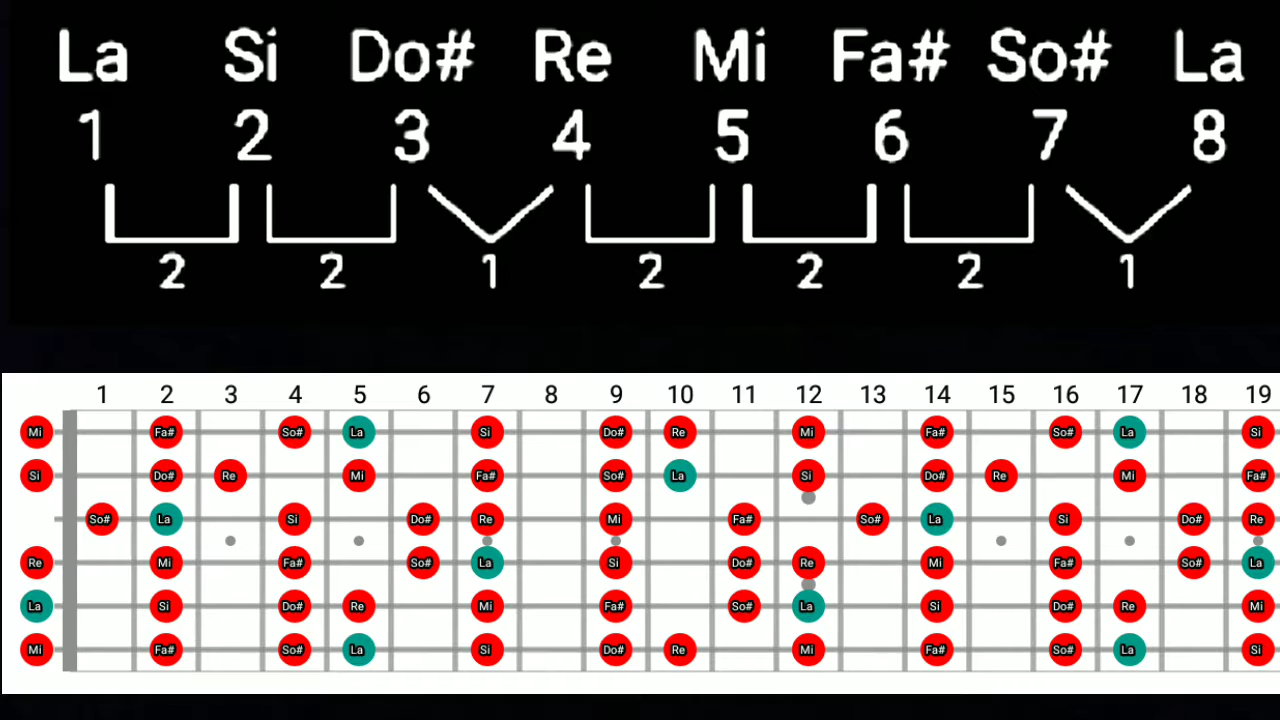 La Si Do# Re Mi Fa# So# La
1 2 3 4 5 6 7 8
2 2 1 2 2 2 1
1 2 3 4 5 6 7 8 9 10 11 12 13 14 15 16 17 18 19
Mi Fa# So# La Si Do# Re Mi Fa# So# La Si
Si Do# Re Mi Fa# So# La Si Do# Re Mi Fa#
So# La Si Do# Re Mi Fa# So# La Si Do# Re
Re Mi Fa# So# La Si Do# Re Mi Fa# So# La
La Si Do# Re Mi Fa# So# La Si Do# Re Mi
Mi Fa# So# La Si Do# Re Mi Fa# So# La Si